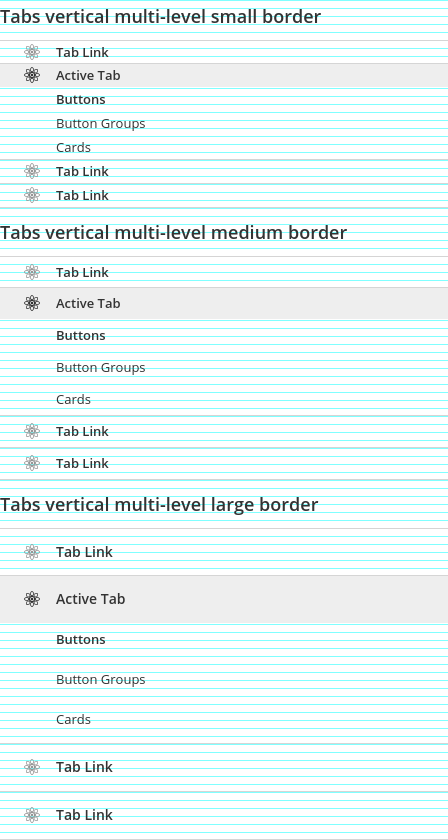 Tabs vertical multi-level small border
Tab Link
Active Tab
Buttons
Button Groups
Cards
Tab Link
Tab Link
Tabs vertical multi-level medium border
Tab Link
Active Tab
Buttons
Button Groups
Cards
Tab Link
Tab Link
Tabs vertical multi-level large border
Tab Link
Active Tab
Buttons
Button Groups
Cards
Tab Link
Tab Link